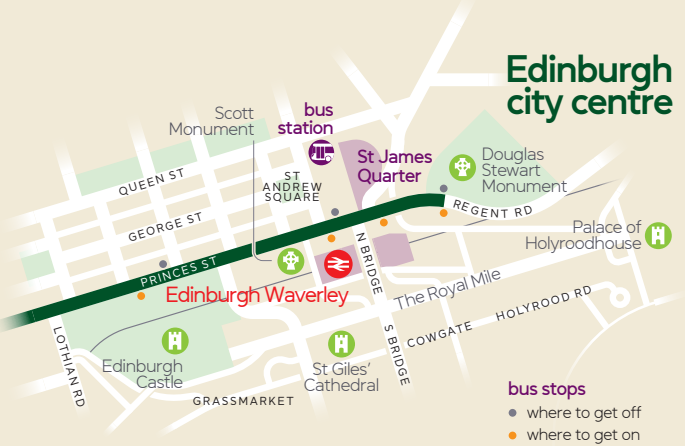 Edinburgh
city centre
Scott
Monument
bus
station
St James
Quarter
Douglas
Stewart
Monument
QUEEN ST
ST
ANDREW
SQUARE
GEORGE ST
REGENT RD
Palace of
Holyroodhouse
PRINCES ST
N BRIDGE
Edinburgh Waverley
The Royal Mile
HOLYROOD RD
COWGATE
LOTHIAN RD
S BRIDGE
Edinburgh
Castle
St Giles'
Cathedral
GRASSMARKET
bus stops
where to get off
where to get on